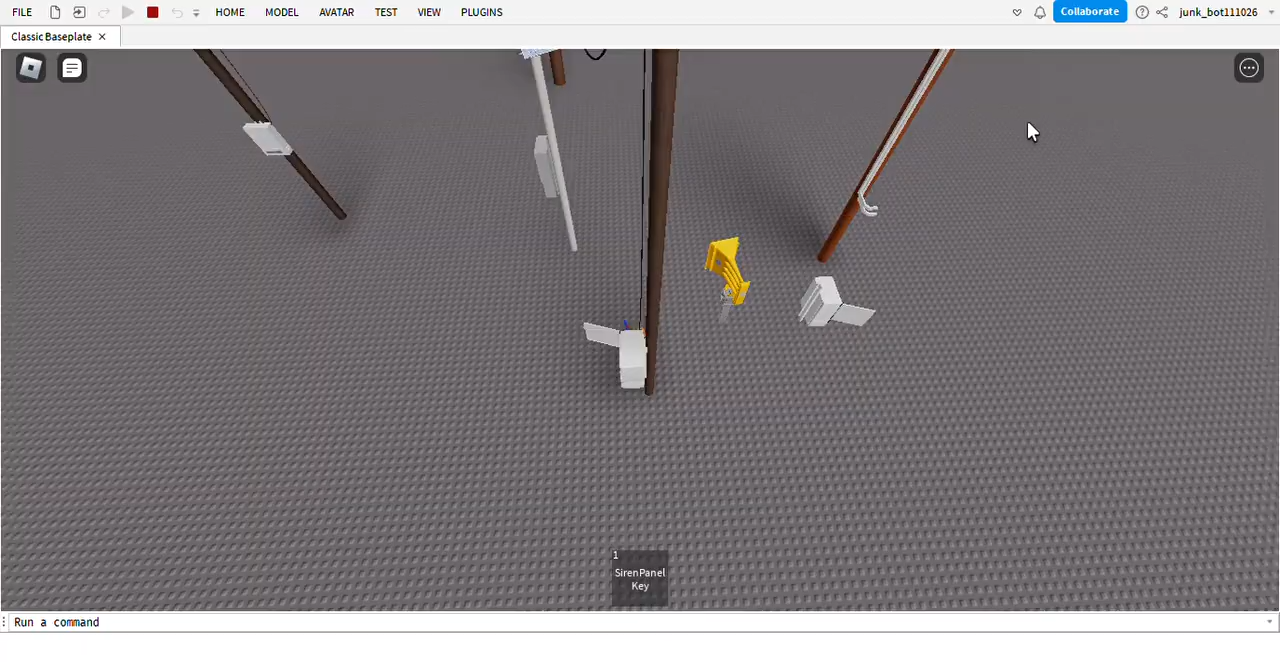 FILE HOME MODEL AVATAR TEST VIEW PLUGINS Collaborate junk_bot111026
Classic Baseplate
1
SirenPanel
Key
Run a command